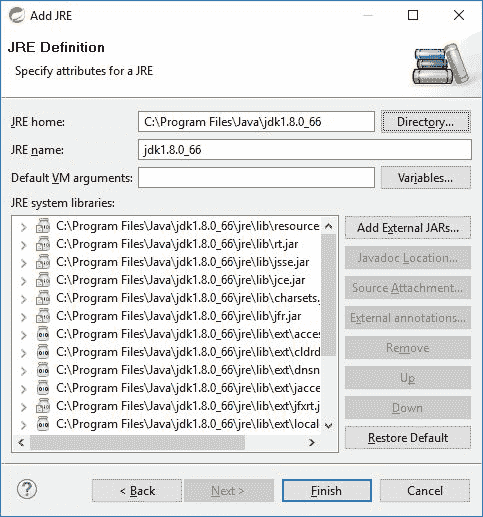 Add JRE
JRE Definition
Specify attributes for a JRE
JRE home:
C:\Program Files\Java\jdk1.8.0_66
Directory...
JRE name:
jdk1.8.0_66
Default VM arguments:
Variables...
JRE system libraries:
C:\Program Files\Java\jdk1.8.0_66\jre\lib\resource
C:\Program Files\Java\jdk1.8.0_66\jre\lib\rt.jar
C:\Program Files\Java\jdk1.8.0_66\jre\lib\jsse.jar
C:\Program Files\Java\jdk1.8.0_66\jre\lib\jce.jar
C:\Program Files\Java\jdk1.8.0_66\jre\lib\charsets.
C:\Program Files\Java\jdk1.8.0_66\jre\lib\jfr.jar
C:\Program Files\Java\jdk1.8.0_66\jre\lib\ext\acces
C:\Program Files\Java\jdk1.8.0_66\jre\lib\ext\cldrd
C:\Program Files\Java\jdk1.8.0_66\jre\lib\ext\dnsn
C:\Program Files\Java\jdk1.8.0_66\jre\lib\ext\jacce
C:\Program Files\Java\jdk1.8.0_66\jre\lib\ext\jfxrt.j
C:\Program Files\Java\jdk1.8.0_66\jre\lib\ext\local
Add External JARs...
Javadoc Location...
Source Attachment...
External annotations...
Remove
Up
Down
Restore Default
?
< Back
Next >
Finish
Cancel